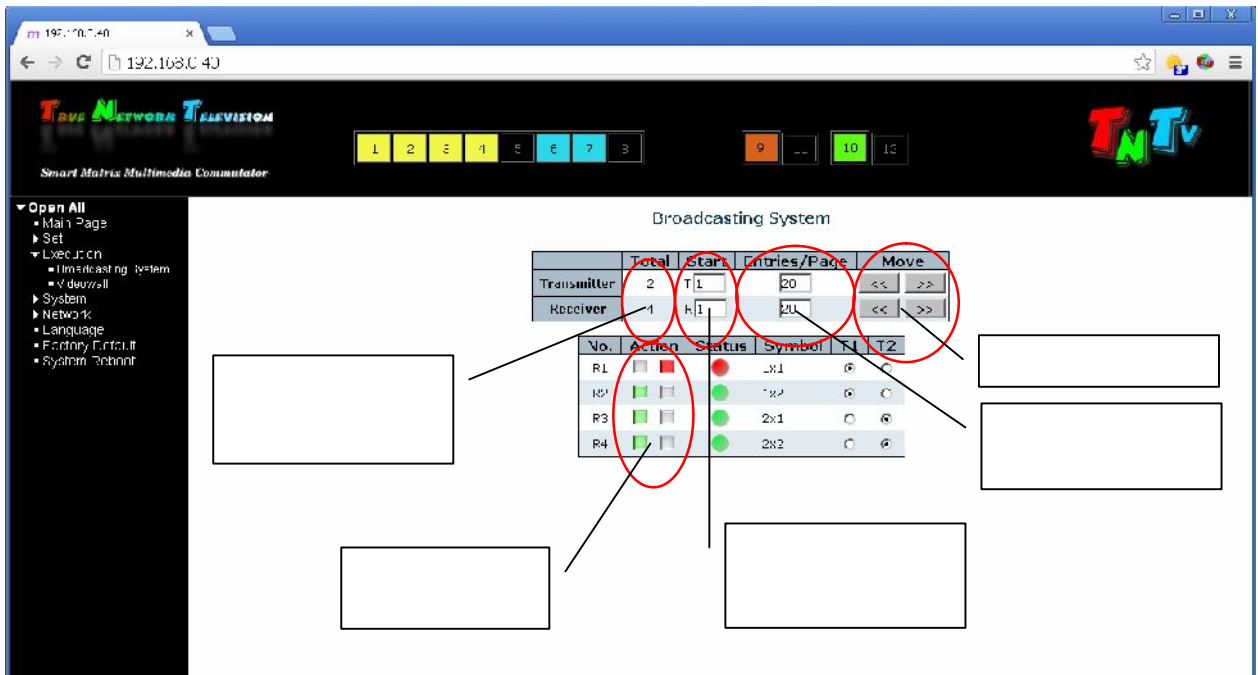 192.168.0.40
True Network Television
TNTV
Smart Matrix Multimedia Commutator
1 2 3 4 5 6 7 8 9 10
Open All
Main Page
Set
Execution
Broadcasting System
Videowall
System
Network
Language
Factory Default
System Reboot
Broadcasting System
Total Start Entries/Page Move
Transmitter 2 T 1 20 << >>
Receiver 4 R 1 20 << >>
No. Action Status Symbol T1 T2
R1 1x1
R2 1x2
R3 2x1
R4 2x2